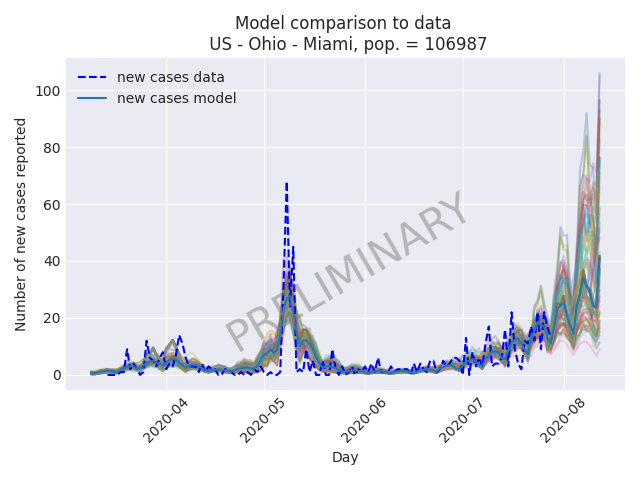 Model comparison to data
US - Ohio - Miami, pop. = 106987
new cases data
new cases model
Number of new cases reported
100
80
60
40
20
0
PRELIMINARY
2020-04
2020-05
2020-06
2020-07
2020-08
Day